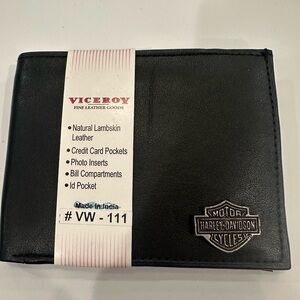 VICEROY
FINE LEATHER GOODS
• Natural Lambskin
Leather
• Credit Card Pockets
• Photo Inserts
• Bill Compartments
• Id Pocket
Made in India
# VW - 111
MOTOR
HARLEY-DAVIDSON
CYCLES